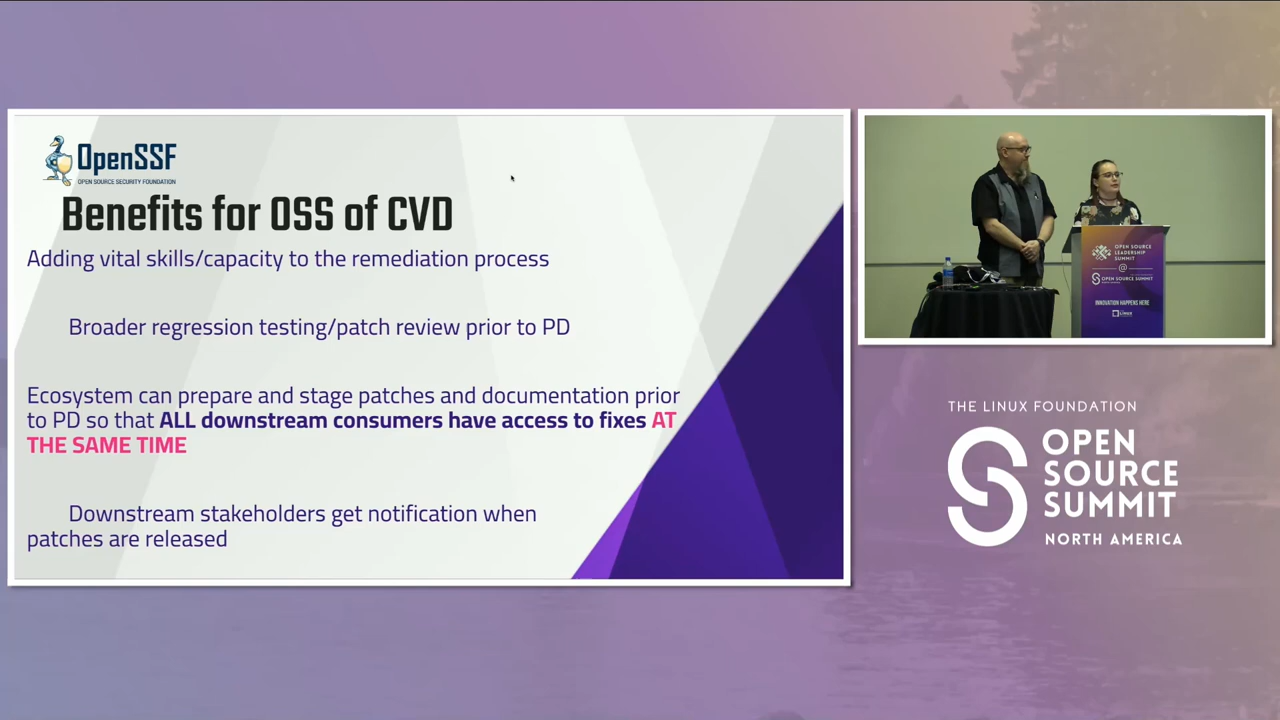 OpenSSF
OPEN SOURCE SECURITY FOUNDATION
Benefits for OSS of CVD
Adding vital skills/capacity to the remediation process
Broader regression testing/patch review prior to PD
Ecosystem can prepare and stage patches and documentation prior
to PD so that ALL downstream consumers have access to fixes AT
THE SAME TIME
Downstream stakeholders get notification when
patches are released
OPEN SOURCE
LEADERSHIP
SUMMIT
@
OPEN SOURCE SUMMIT
INNOVATION HAPPENS HERE
THE LINUX FOUNDATION
OPEN
SOURCE
SUMMIT
NORTH AMERICA